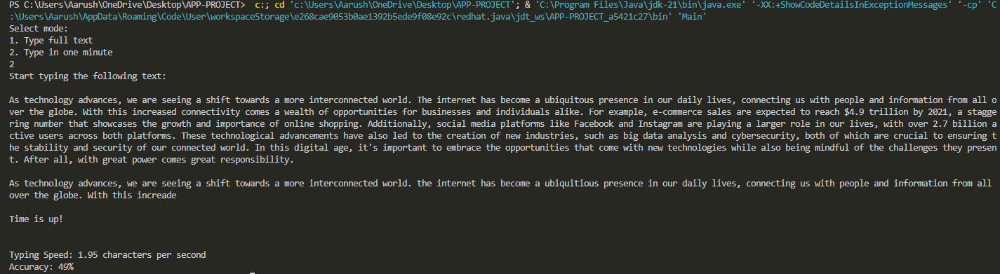 PS C:\Users\Aarush\OneDrive\Desktop\APP-PROJECT>  c:; cd 'c:\Users\Aarush\OneDrive\Desktop\APP-PROJECT'; & 'C:\Program Files\Java\jdk-21\bin\java.exe' '-XX:+ShowCodeDetailsInExceptionMessages' '-cp' 'C
:\Users\Aarush\AppData\Roaming\Code\User\workspaceStorage\e268cae9053b0ae1392b5ede9f08e92c\redhat.java\jdt_ws\APP-PROJECT_a5421c27\bin' 'Main'
Select mode:
1. Type full text
2. Type in one minute
2
Start typing the following text:
As technology advances, we are seeing a shift towards a more interconnected world. The internet has become a ubiquitous presence in our daily lives, connecting us with people and information from all o
ver the globe. With this increased connectivity comes a wealth of opportunities for businesses and individuals alike. For example, e-commerce sales are expected to reach $4.9 trillion by 2021, a stagge
ring number that showcases the growth and importance of online shopping. Additionally, social media platforms like Facebook and Instagram are playing a larger role in our lives, with over 2.7 billion a
ctive users across both platforms. These technological advancements have also led to the creation of new industries, such as big data analysis and cybersecurity, both of which are crucial to ensuring t
he stability and security of our connected world. In this digital age, it's important to embrace the opportunities that come with new technologies while also being mindful of the challenges they presen
t. After all, with great power comes great responsibility.
As technology advances, we are seeing a shift towards a more interconnected world. the internet has become a ubiquitious presence in our daily lives, connecting us with people and information from all
over the globe. With this increade
Time is up!
Typing Speed: 1.95 characters per second
Accuracy: 49%